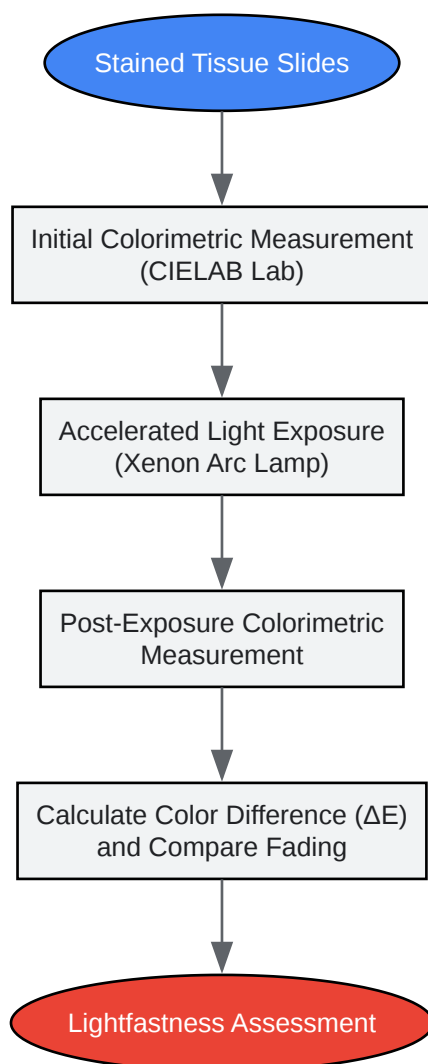 Stained Tissue Slides
Initial Colorimetric Measurement
(CIELAB Lab)
Accelerated Light Exposure
(Xenon Arc Lamp)
Post-Exposure Colorimetric
Measurement
Calculate Color Difference (ΔE)
and Compare Fading
Lightfastness Assessment